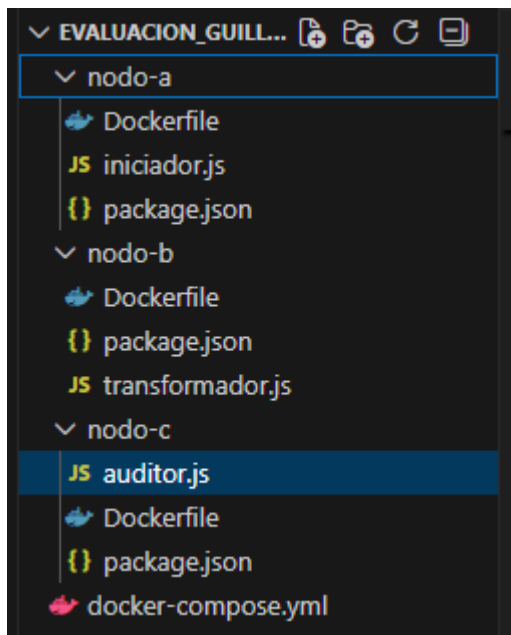 EVALUACION_GUILL...
nodo-a
Dockerfile
JS iniciador.js
{} package.json
nodo-b
Dockerfile
{} package.json
JS transformador.js
nodo-c
JS auditor.js
Dockerfile
{} package.json
docker-compose.yml